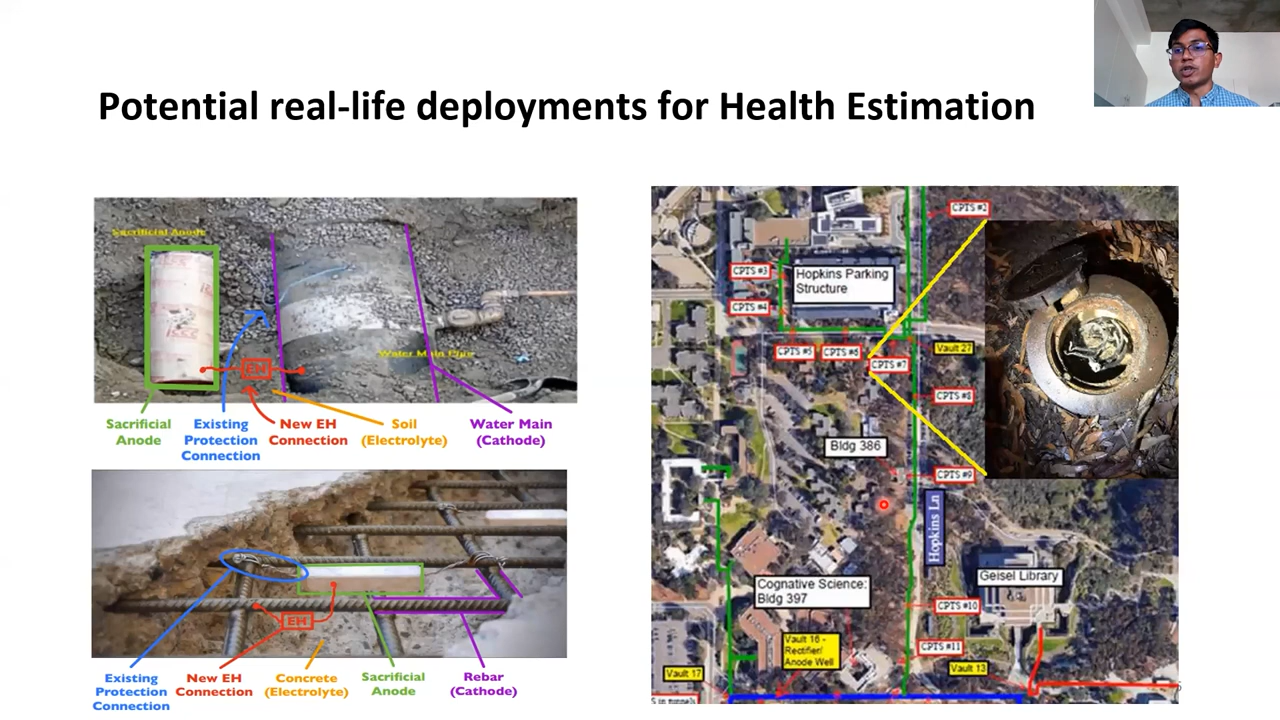 Potential real-life deployments for Health Estimation
Sacrificial Anode
EH
Water Main Pipe
Sacrificial
Anode
Existing
Protection
Connection
New EH
Connection
Soil
(Electrolyte)
Water Main
(Cathode)
EH
Existing
Protection
Connection
New EH
Connection
Concrete
(Electrolyte)
Sacrificial
Anode
Rebar
(Cathode)
CPTS #3
CPTS #4
Hopkins Parking
Structure
CPTS #5
CPTS #6
CPTS #7
Vault 27
CPTS #8
Bldg 386
CPTS #9
Hopkins Ln
Geisel Library
Cognative Science:
Bldg 397
CPTS #10
CPTS #11
Vault 16 -
Rectifier/
Anode Well
Vault 17
Vault 13